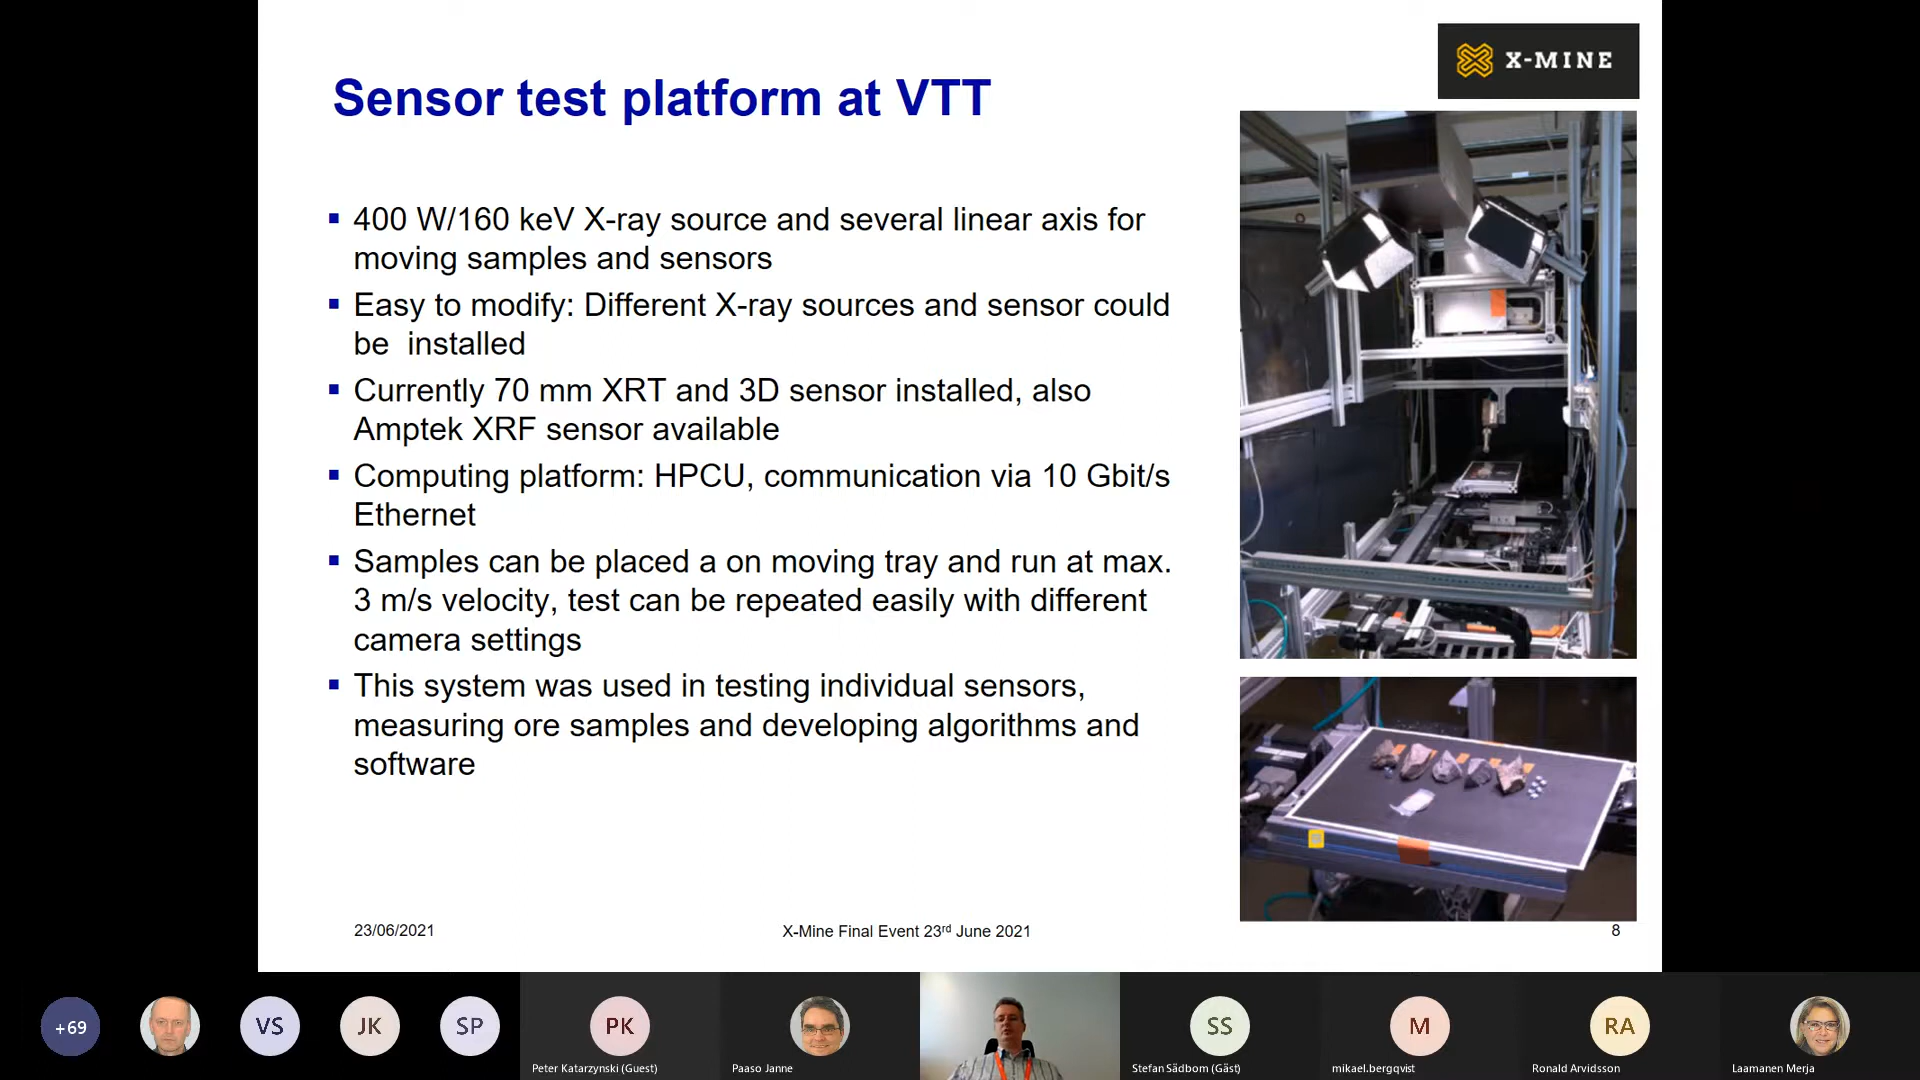 X-MINE
Sensor test platform at VTT
400 W/160 keV X-ray source and several linear axis for
moving samples and sensors
Easy to modify: Different X-ray sources and sensor could
be  installed
Currently 70 mm XRT and 3D sensor installed, also
Amptek XRF sensor available
Computing platform: HPCU, communication via 10 Gbit/s
Ethernet
Samples can be placed a on moving tray and run at max.
3 m/s velocity, test can be repeated easily with different
camera settings
This system was used in testing individual sensors,
measuring ore samples and developing algorithms and
software
23/06/2021
X-Mine Final Event 23rd June 2021
8
+69
VS
JK
SP
PK
SS
M
RA
Peter Katarzynski (Guest)
Paaso Janne
Stefan Sädbom (Gäst)
mikael.bergqvist
Ronald Arvidsson
Laamanen Merja